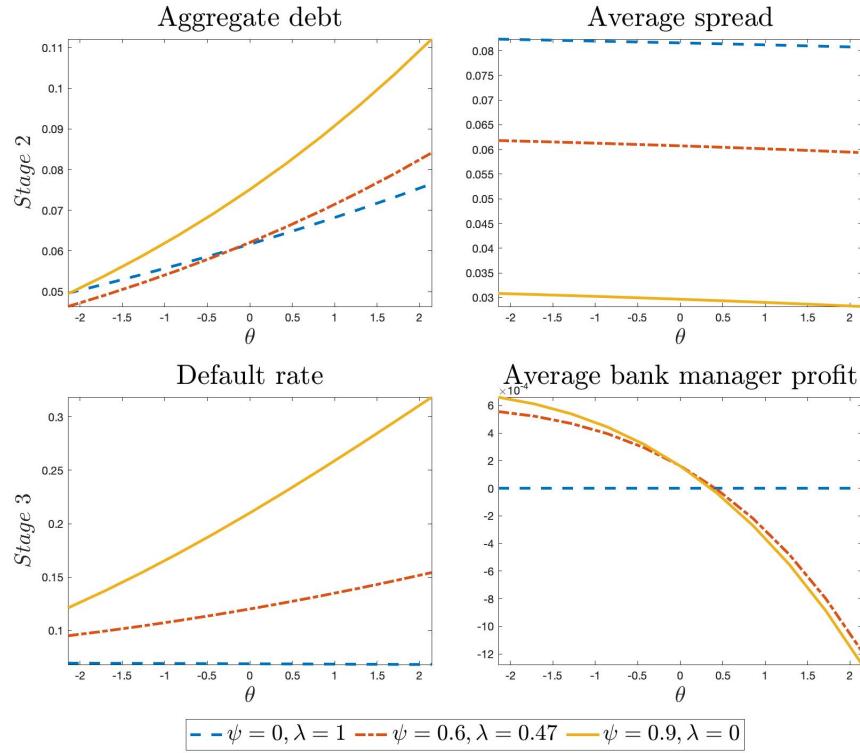 Aggregate debt
0.11
0.1
0.09
0.08
0.07
0.06
0.05
-2 -1.5 -1 -0.5 0 0.5 1 1.5 2
θ
Stage 2
Average spread
0.08
0.075
0.07
0.065
0.06
0.055
0.05
0.045
0.04
0.035
0.03
-2 -1.5 -1 -0.5 0 0.5 1 1.5 2
θ
Default rate
0.3
0.25
0.2
0.15
0.1
-2 -1.5 -1 -0.5 0 0.5 1 1.5 2
θ
Stage 3
Average bank manager profit
×10⁻⁴
6
4
2
0
-2
-4
-6
-8
-10
-12
-2 -1.5 -1 -0.5 0 0.5 1 1.5 2
θ
ψ = 0, λ = 1 ψ = 0.6, λ = 0.47 ψ = 0.9, λ = 0